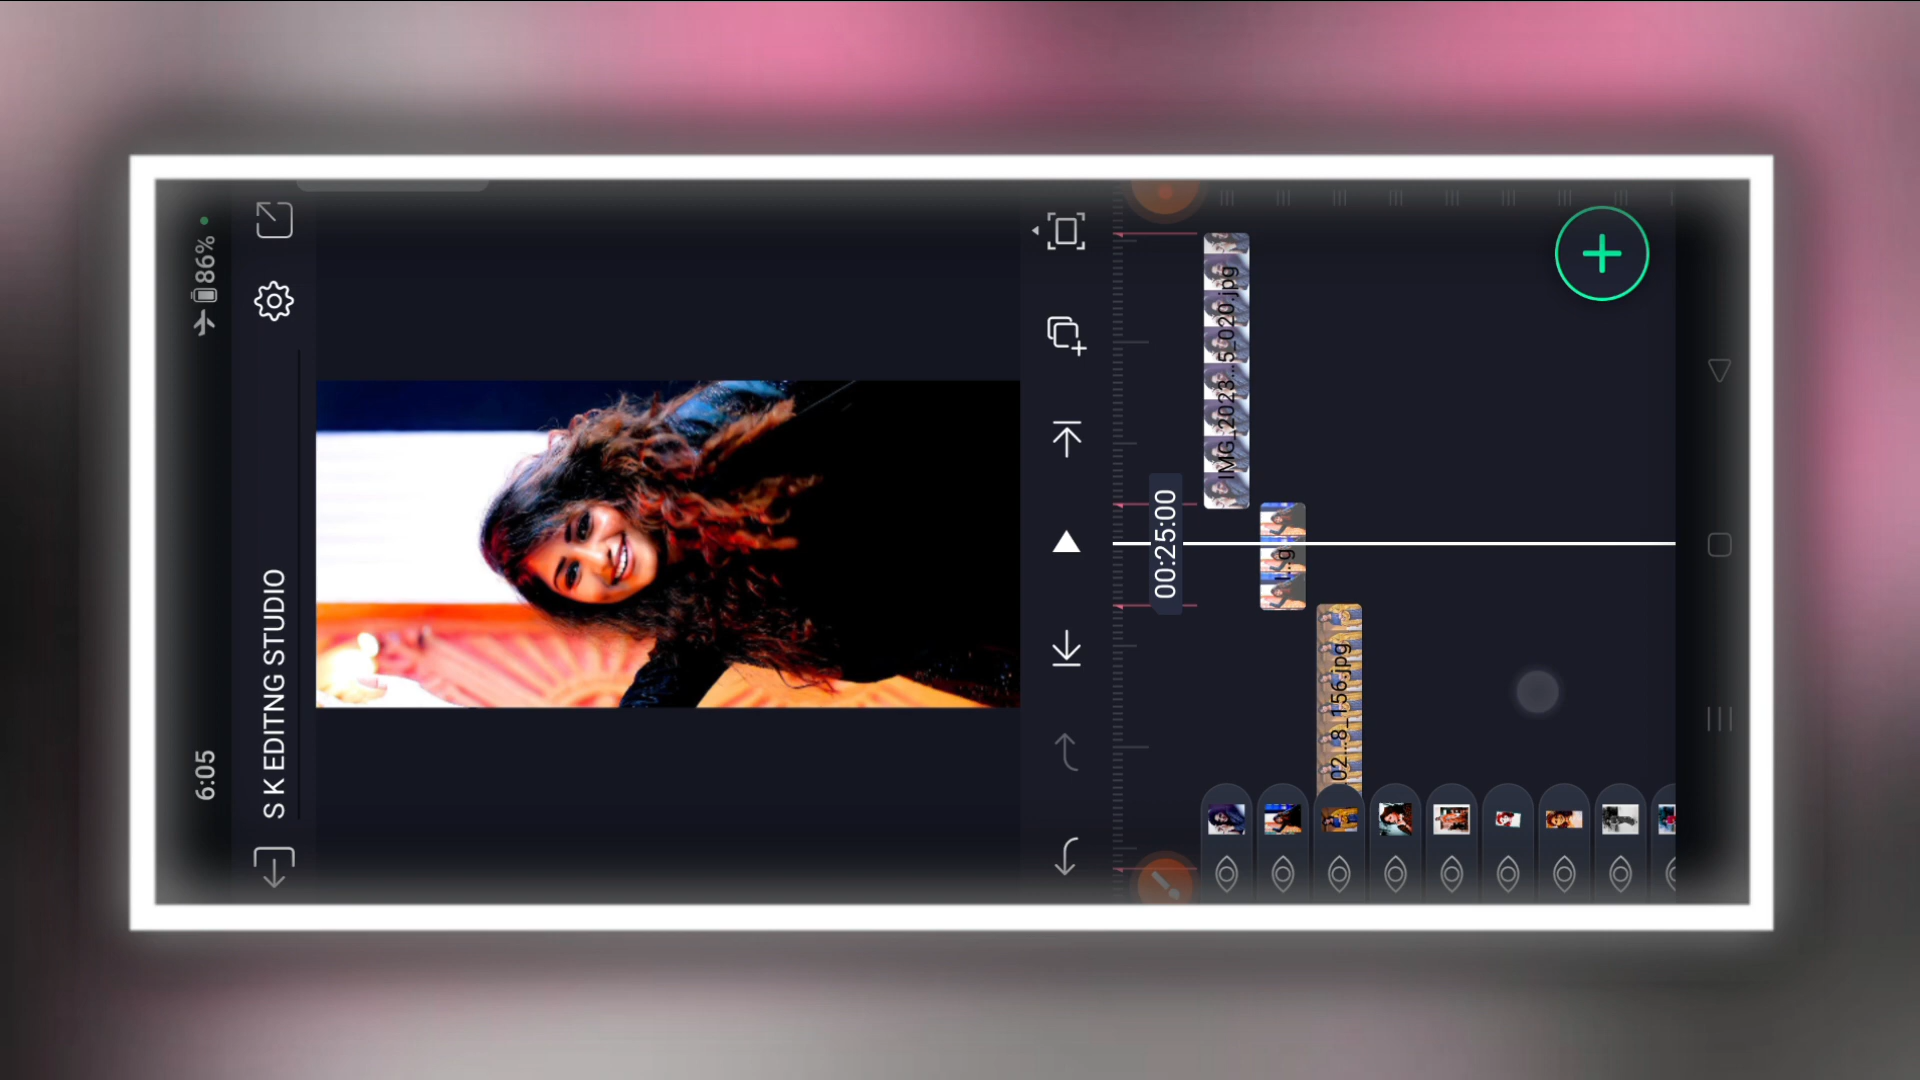 6:05
86%
S K EDITNG STUDIO
00:25:00
IMG_2023...5_020.jpg
I...g
02...8_156.jpg